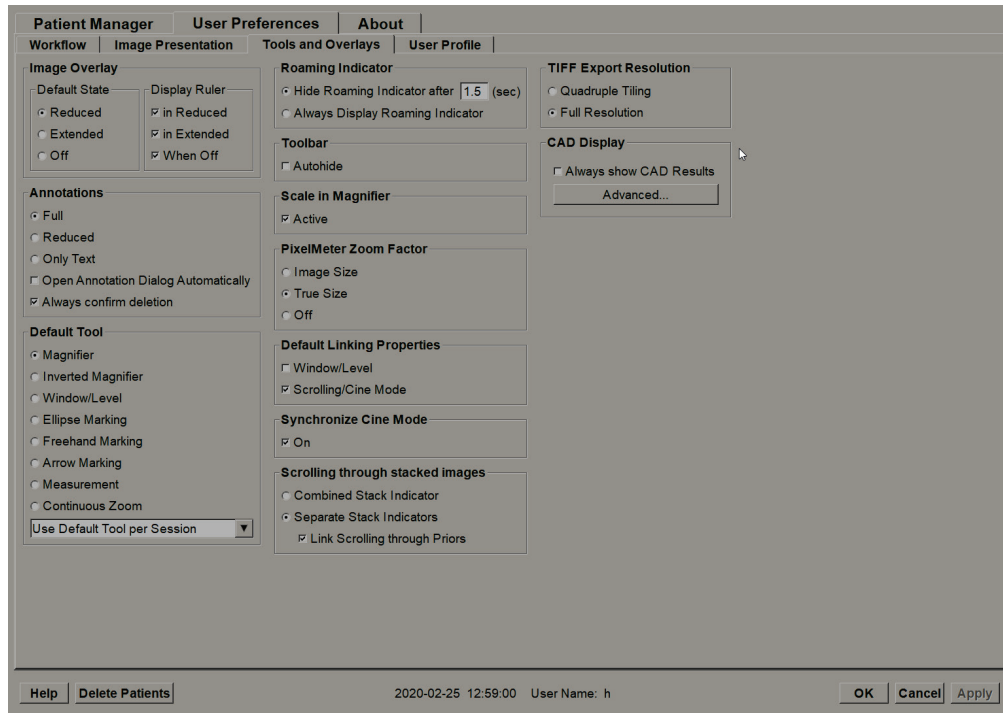 Patient Manager
User Preferences
About
Workflow
Image Presentation
Tools and Overlays
User Profile
Image Overlay
Default State
Reduced
Extended
Off
Display Ruler
in Reduced
in Extended
When Off
Annotations
Full
Reduced
Only Text
Open Annotation Dialog Automatically
Always confirm deletion
Default Tool
Magnifier
Inverted Magnifier
Window/Level
Ellipse Marking
Freehand Marking
Arrow Marking
Measurement
Continuous Zoom
Use Default Tool per Session
Roaming Indicator
Hide Roaming Indicator after 1.5 (sec)
Always Display Roaming Indicator
Toolbar
Autohide
Scale in Magnifier
Active
PixelMeter Zoom Factor
Image Size
True Size
Off
Default Linking Properties
Window/Level
Scrolling/Cine Mode
Synchronize Cine Mode
On
Scrolling through stacked images
Combined Stack Indicator
Separate Stack Indicators
Link Scrolling through Priors
TIFF Export Resolution
Quadruple Tiling
Full Resolution
CAD Display
Always show CAD Results
Advanced...
Help
Delete Patients
2020-02-25 12:59:00 User Name: h
OK
Cancel
Apply